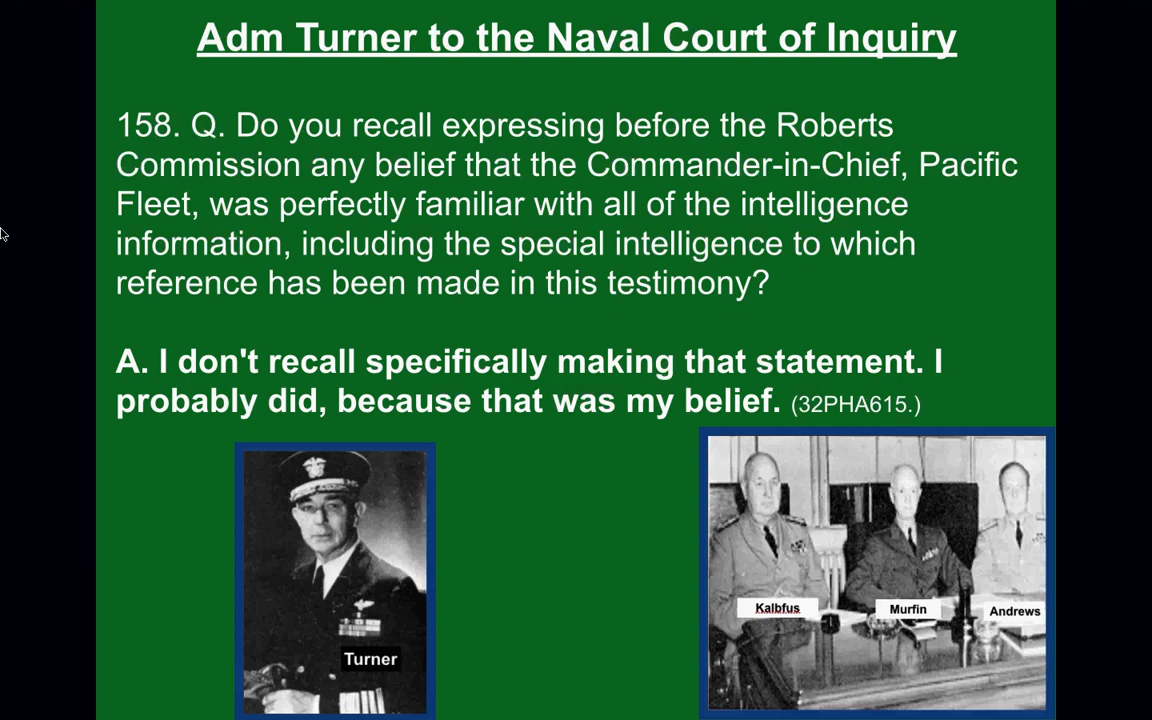 Adm Turner to the Naval Court of Inquiry
158. Q. Do you recall expressing before the Roberts
Commission any belief that the Commander-in-Chief, Pacific
Fleet, was perfectly familiar with all of the intelligence
information, including the special intelligence to which
reference has been made in this testimony?
A. I don't recall specifically making that statement. I
probably did, because that was my belief. (32PHA615.)
Kalbfus
Murfin
Andrews
Turner